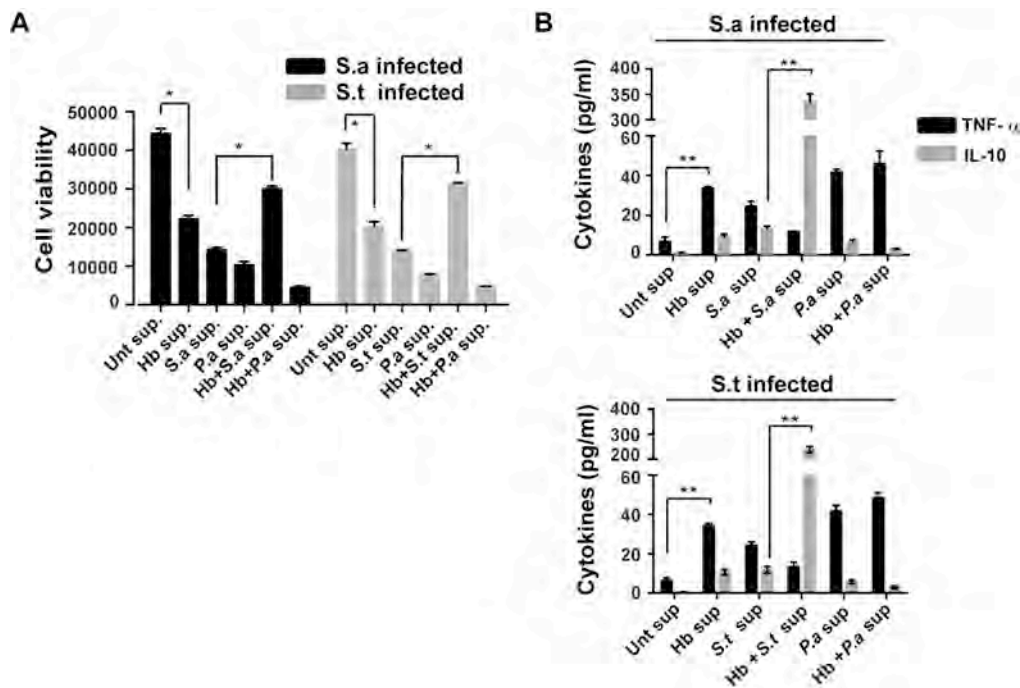 A
S.a infected
S.t infected
Cell viability
50000
40000
30000
20000
10000
0
*
*
*
*
Unt sup.
Hb sup.
S.a sup.
P.a sup.
Hb+S.a sup.
Hb+P.a sup.
Unt sup.
Hb sup.
S.t sup.
P.a sup.
Hb+S.t sup.
Hb+P.a sup.
B
S.a infected
Cytokines (pg/ml)
400
350
300
60
40
20
0
**
**
TNF- α
IL-10
Unt sup
Hb sup
S.a sup
Hb + S.a sup
P.a sup
Hb + P.a sup
S.t infected
Cytokines (pg/ml)
400
300
200
60
40
20
0
**
**
Unt sup
Hb sup
S.t sup
Hb + S.t sup
P.a sup
Hb + P.a sup